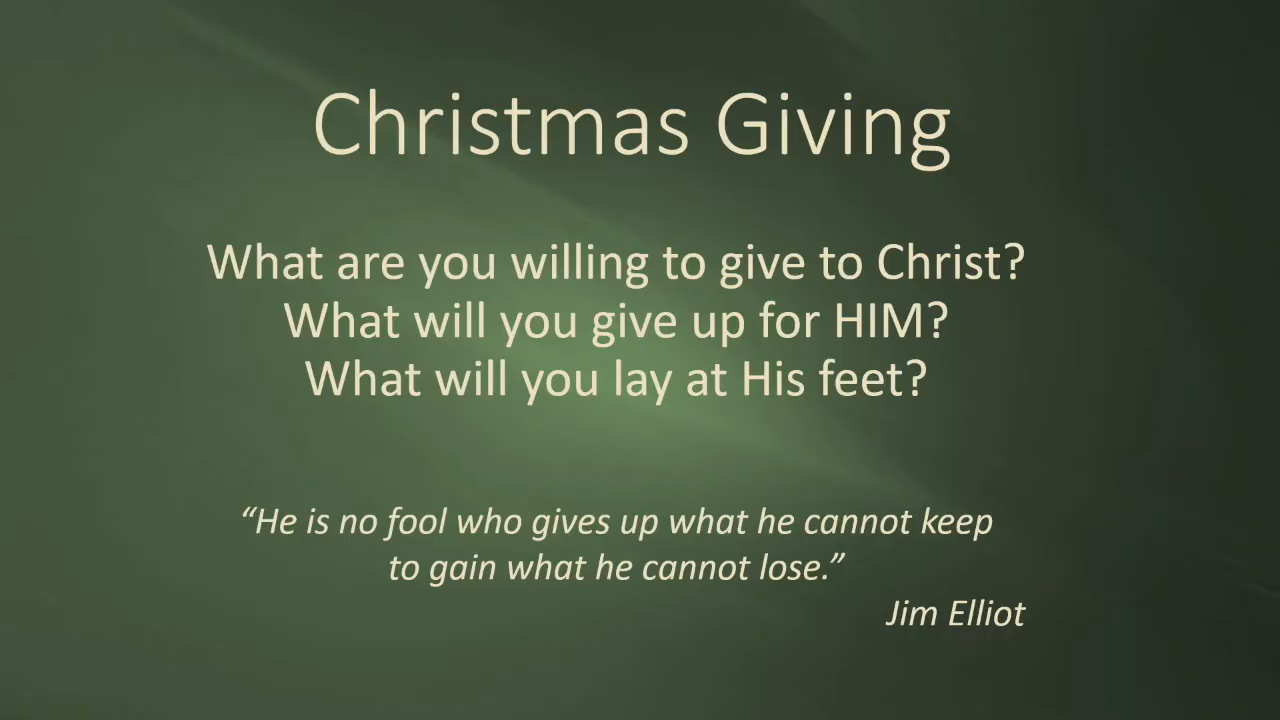 Christmas Giving
What are you willing to give to Christ?
What will you give up for HIM?
What will you lay at His feet?
“He is no fool who gives up what he cannot keep
to gain what he cannot lose.”
Jim Elliot